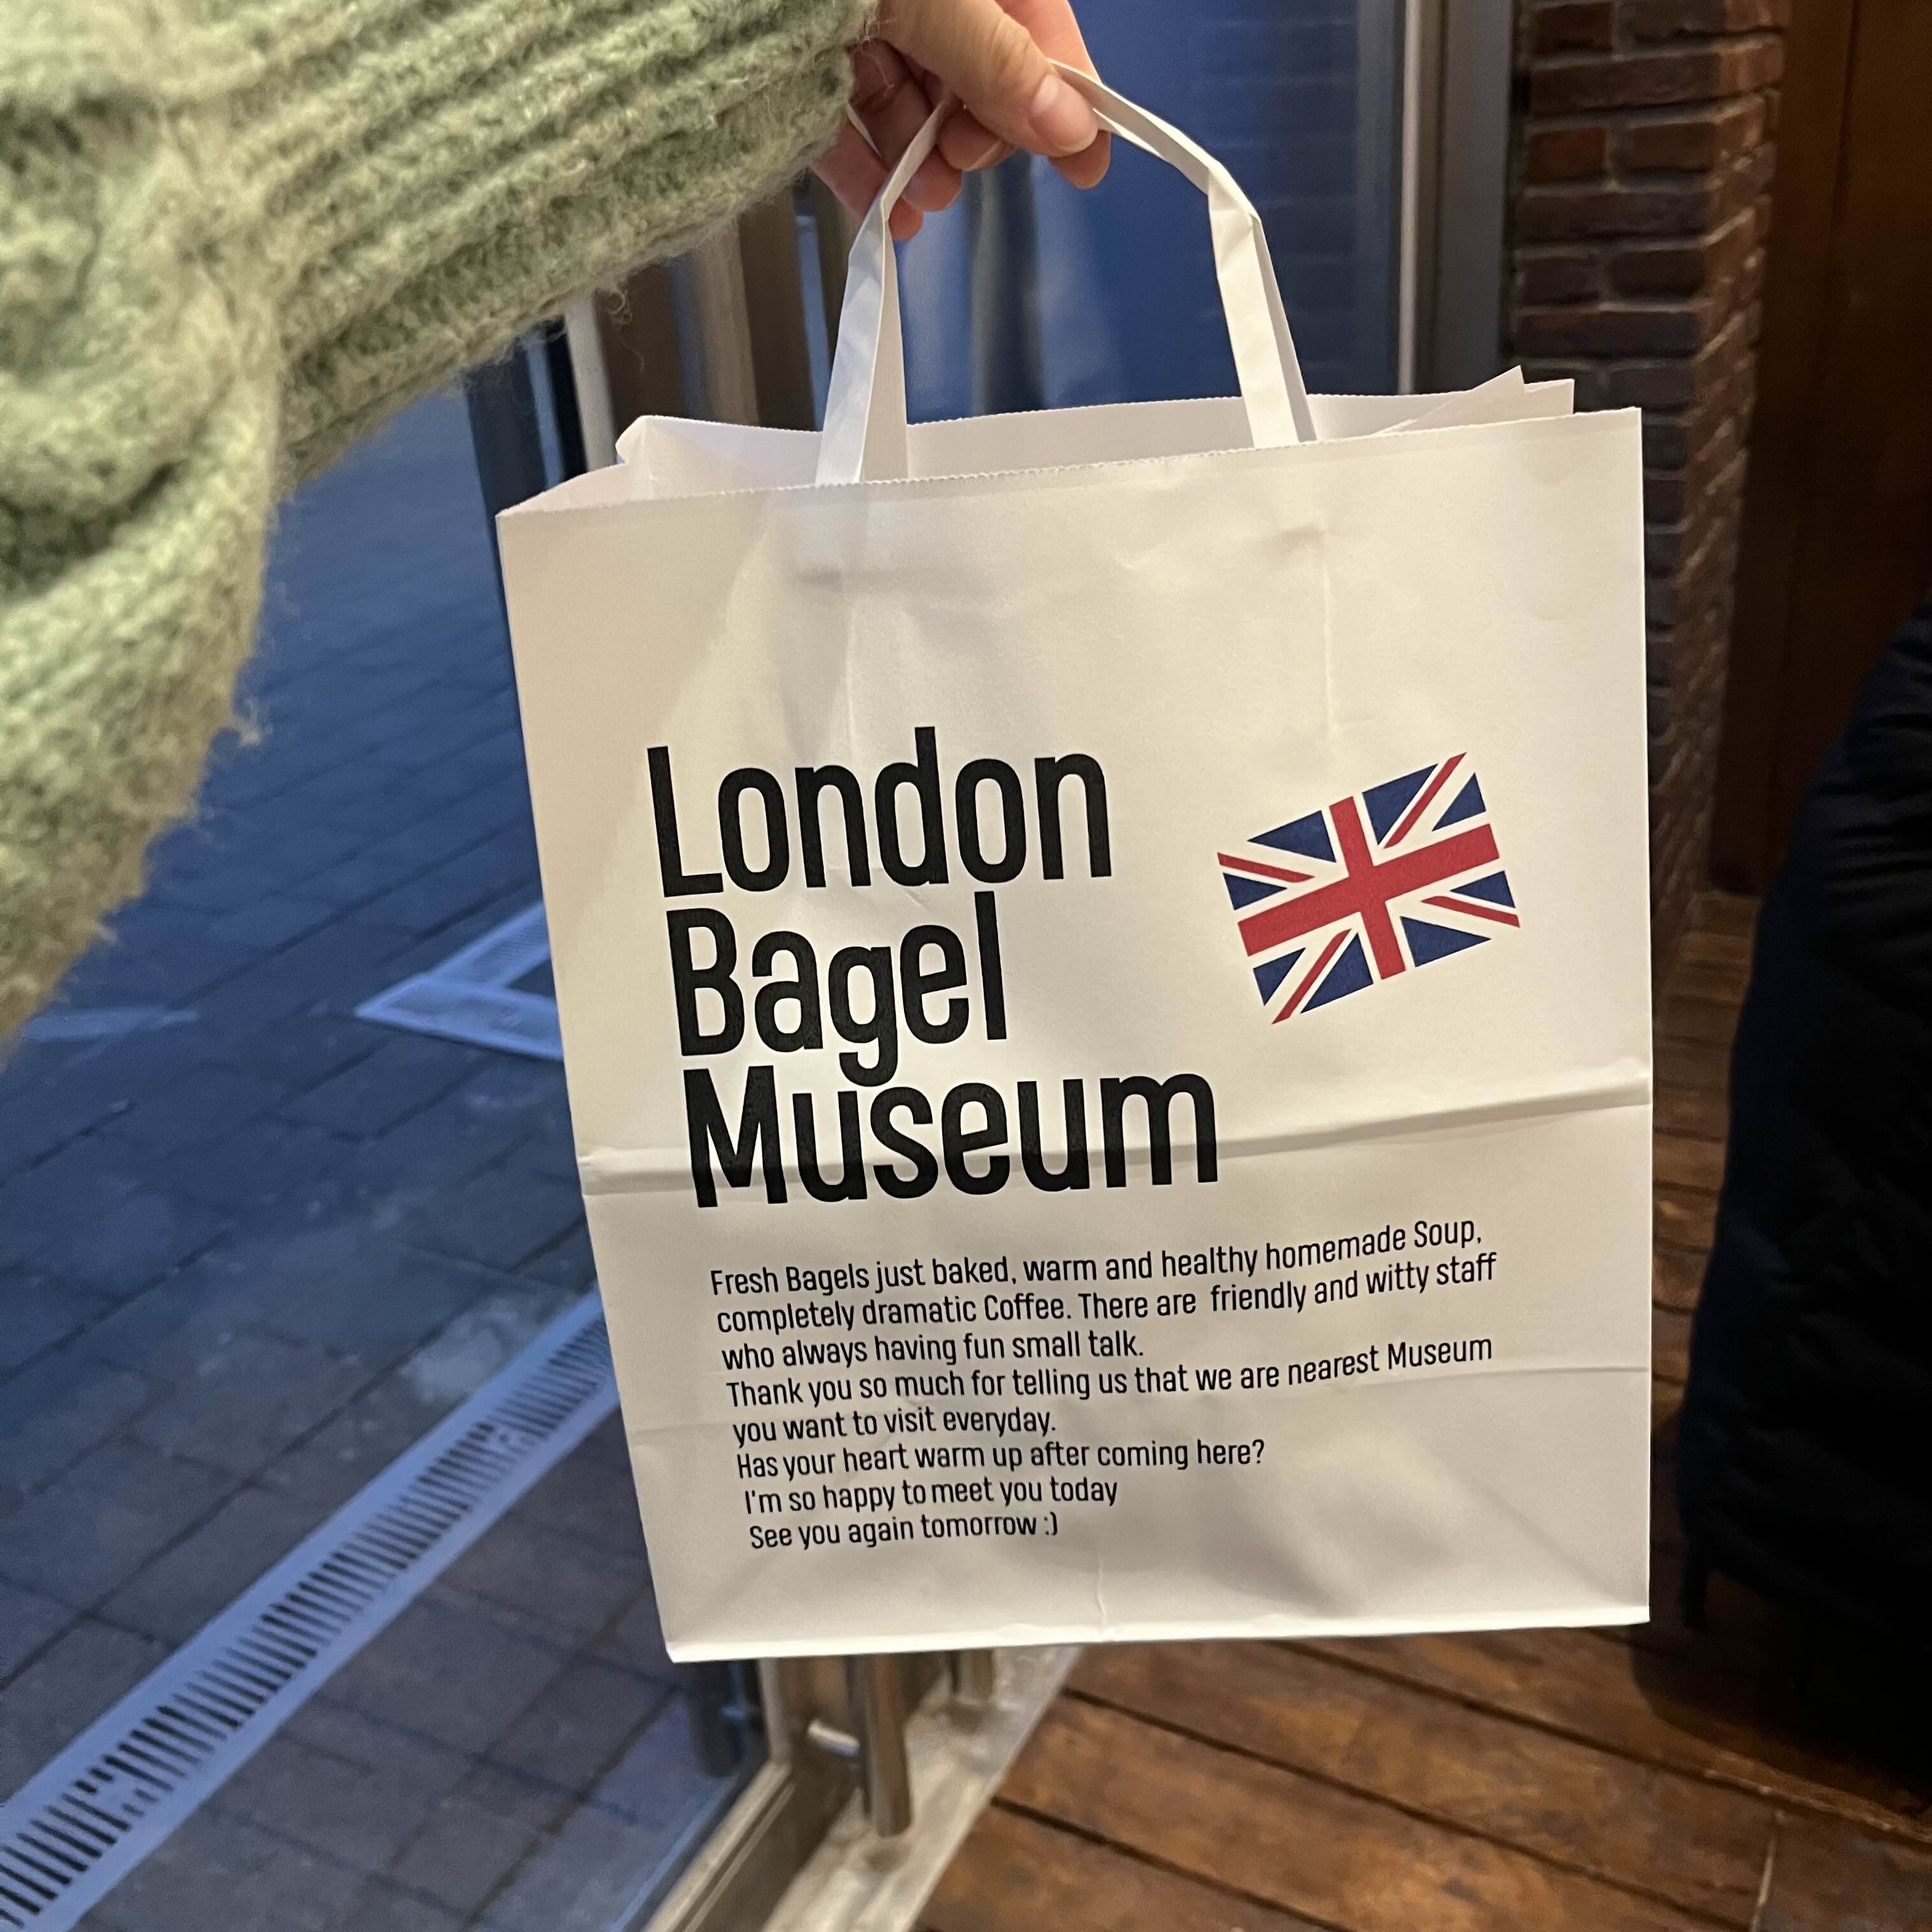 London
Bagel
Museum
Fresh Bagels just baked, warm and healthy homemade Soup,
completely dramatic Coffee. There are friendly and witty staff
who always having fun small talk.
Thank you so much for telling us that we are nearest Museum
you want to visit everyday.
Has your heart warm up after coming here?
I'm so happy to meet you today
See you again tomorrow :)